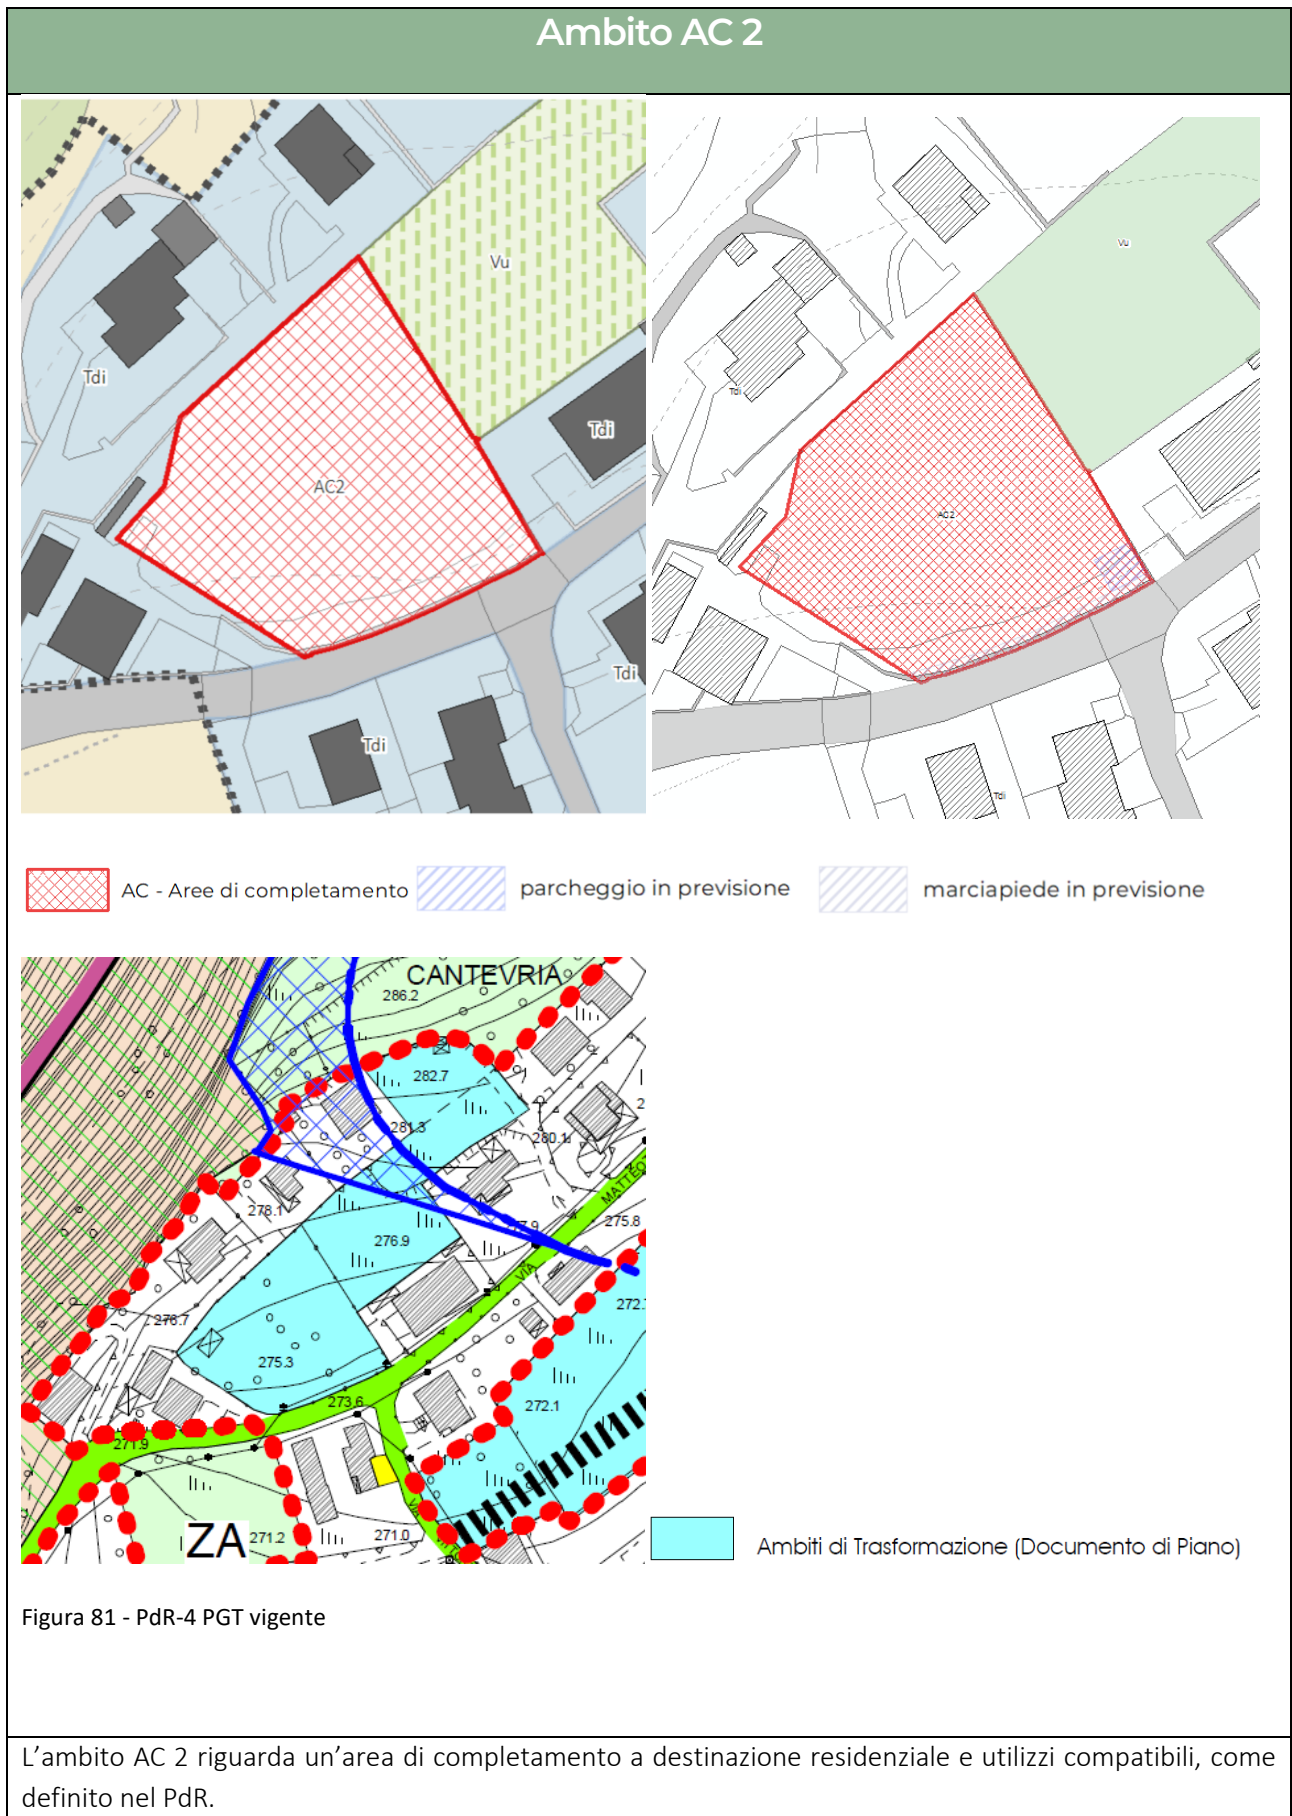 Ambito AC 2
Vu
Tdi
Tdi
AC2
Tdi
Tdi
Vu
Tdi
AC2
Tdi
AC - Aree di completamento
parcheggio in previsione
marciapiede in previsione
CANTEVRIA
286.2
282.7
281.3
280.1
278.1
276.9
275.8
276.7
275.3
273.6
272.1
271.9
271.2
271.0
VIA
ZA
Ambiti di Trasformazione (Documento di Piano)
Figura 81 - PdR-4 PGT vigente
L’ambito AC 2 riguarda un’area di completamento a destinazione residenziale e utilizzi compatibili, come
definito nel PdR.